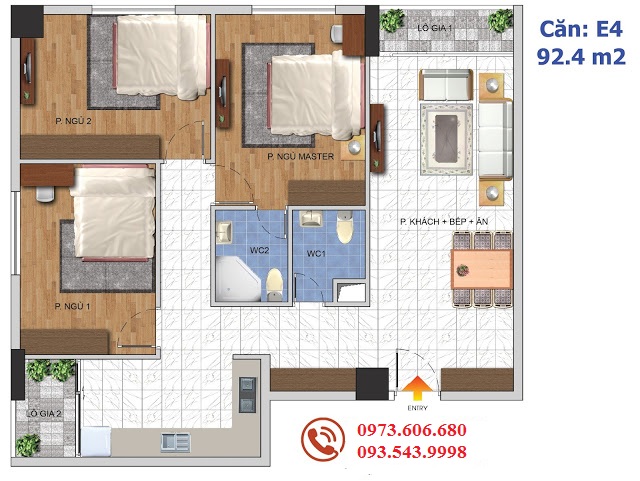 Căn: E4
92.4 m2
LÔ GIA 1
P. NGỦ 2
P. NGỦ MASTER
P. KHÁCH + BẾP + ĂN
WC2
WC1
P. NGỦ 1
LÔ GIA 2
ENTRY
0973.606.680
093.543.9998